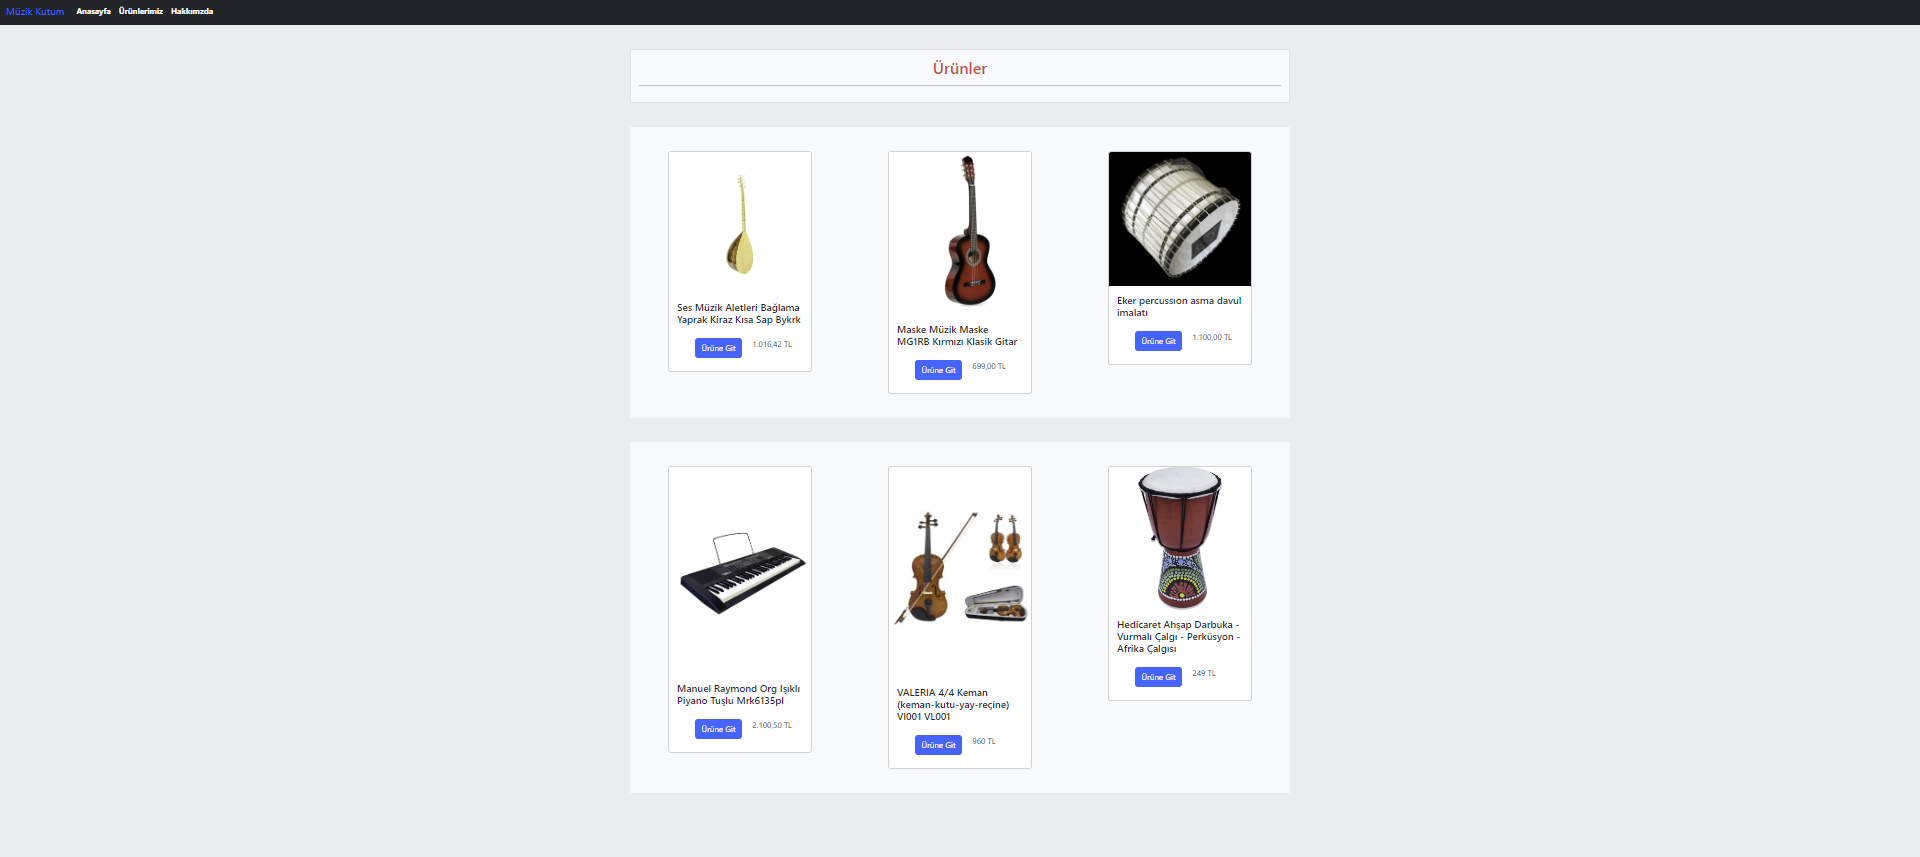 Müzik Kutum Anasayfa Ürünlerimiz Hakkımzda
Ürünler
Ses Müzik Aletleri Bağlama
Yaprak Kiraz Kısa Sap Bykrk
Ürüne Git 1.016,42 TL
Maske Müzik Maske
MG1RB Kırmızı Klasik Gitar
Ürüne Git 699,00 TL
Eker percussıon asma davul
imalatı
Ürüne Git 1.100,00 TL
Manuel Raymond Org Işıklı
Piyano Tuşlu Mrk6135pl
Ürüne Git 2.100,50 TL
VALERIA 4/4 Keman
(keman-kutu-yay-reçine)
Vl001 VL001
Ürüne Git 960 TL
Hedicaret Ahşap Darbuka -
Vurmalı Çalgı - Perküsyon -
Afrika Çalgısı
Ürüne Git 249 TL